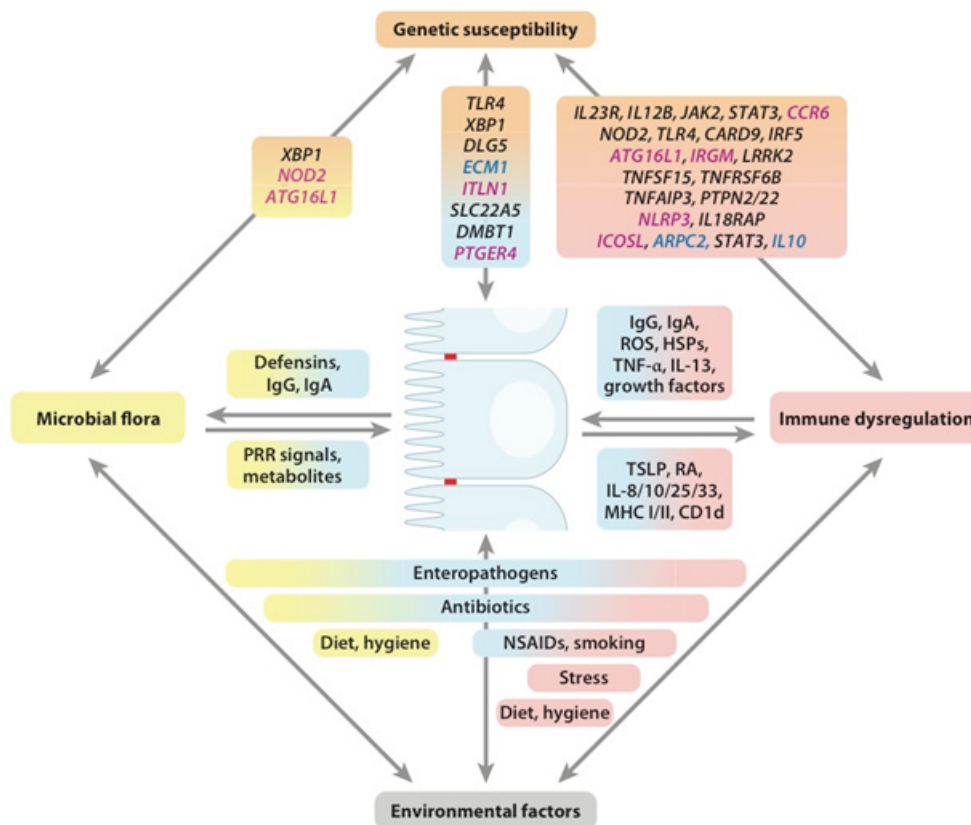 Genetic susceptibility
XBP1
NOD2
ATG16L1
TLR4
XBP1
DLG5
ECM1
ITLN1
SLC22A5
DMBT1
PTGER4
IL23R, IL12B, JAK2, STAT3, CCR6
NOD2, TLR4, CARD9, IRF5
ATG16L1, IRGM, LRRK2
TNFSF15, TNFRSF6B
TNFAIP3, PTPN2/22
NLRP3, IL18RAP
ICOSL, ARPC2, STAT3, IL10
Defensins,
IgG, IgA
IgG, IgA,
ROS, HSPs,
TNF-α, IL-13,
growth factors
Microbial flora
Immune dysregulation
PRR signals,
metabolites
TSLP, RA,
IL-8/10/25/33,
MHC I/II, CD1d
Enteropathogens
Antibiotics
Diet, hygiene
NSAIDs, smoking
Stress
Diet, hygiene
Environmental factors